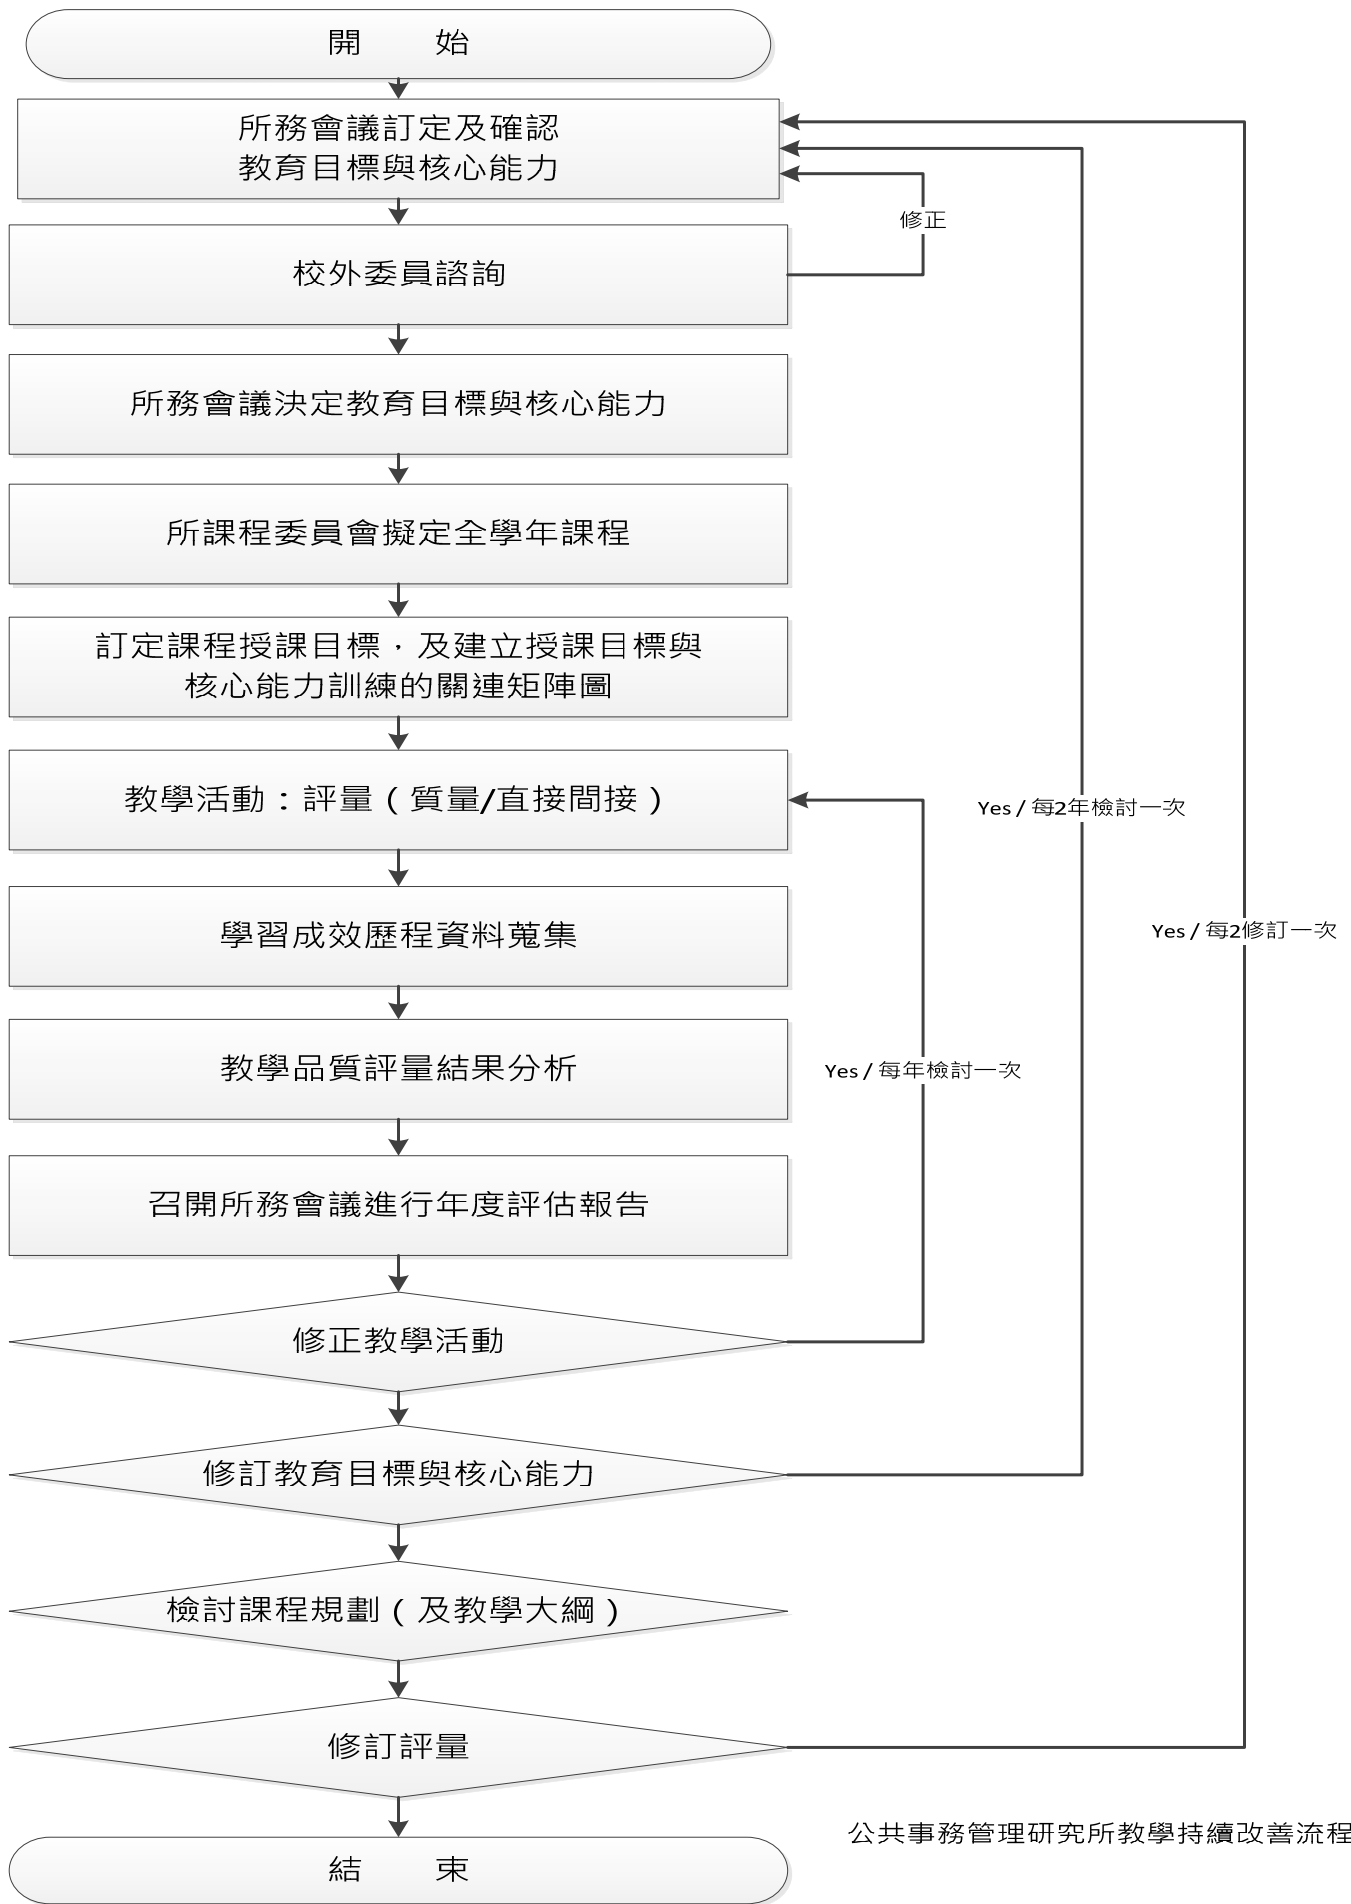 開 始
所務會議訂定及確認
教育目標與核心能力
修正
校外委員諮詢
所務會議決定教育目標與核心能力
所課程委員會擬定全學年課程
訂定課程授課目標，及建立授課目標與
核心能力訓練的關連矩陣圖
教學活動：評量（質量/直接間接）
Yes / 每2年檢討一次
學習成效歷程資料蒐集
Yes / 每2修訂一次
教學品質評量結果分析
Yes / 每年檢討一次
召開所務會議進行年度評估報告
修正教學活動
修訂教育目標與核心能力
檢討課程規劃（及教學大綱）
修訂評量
公共事務管理研究所教學持續改善流程
結 束